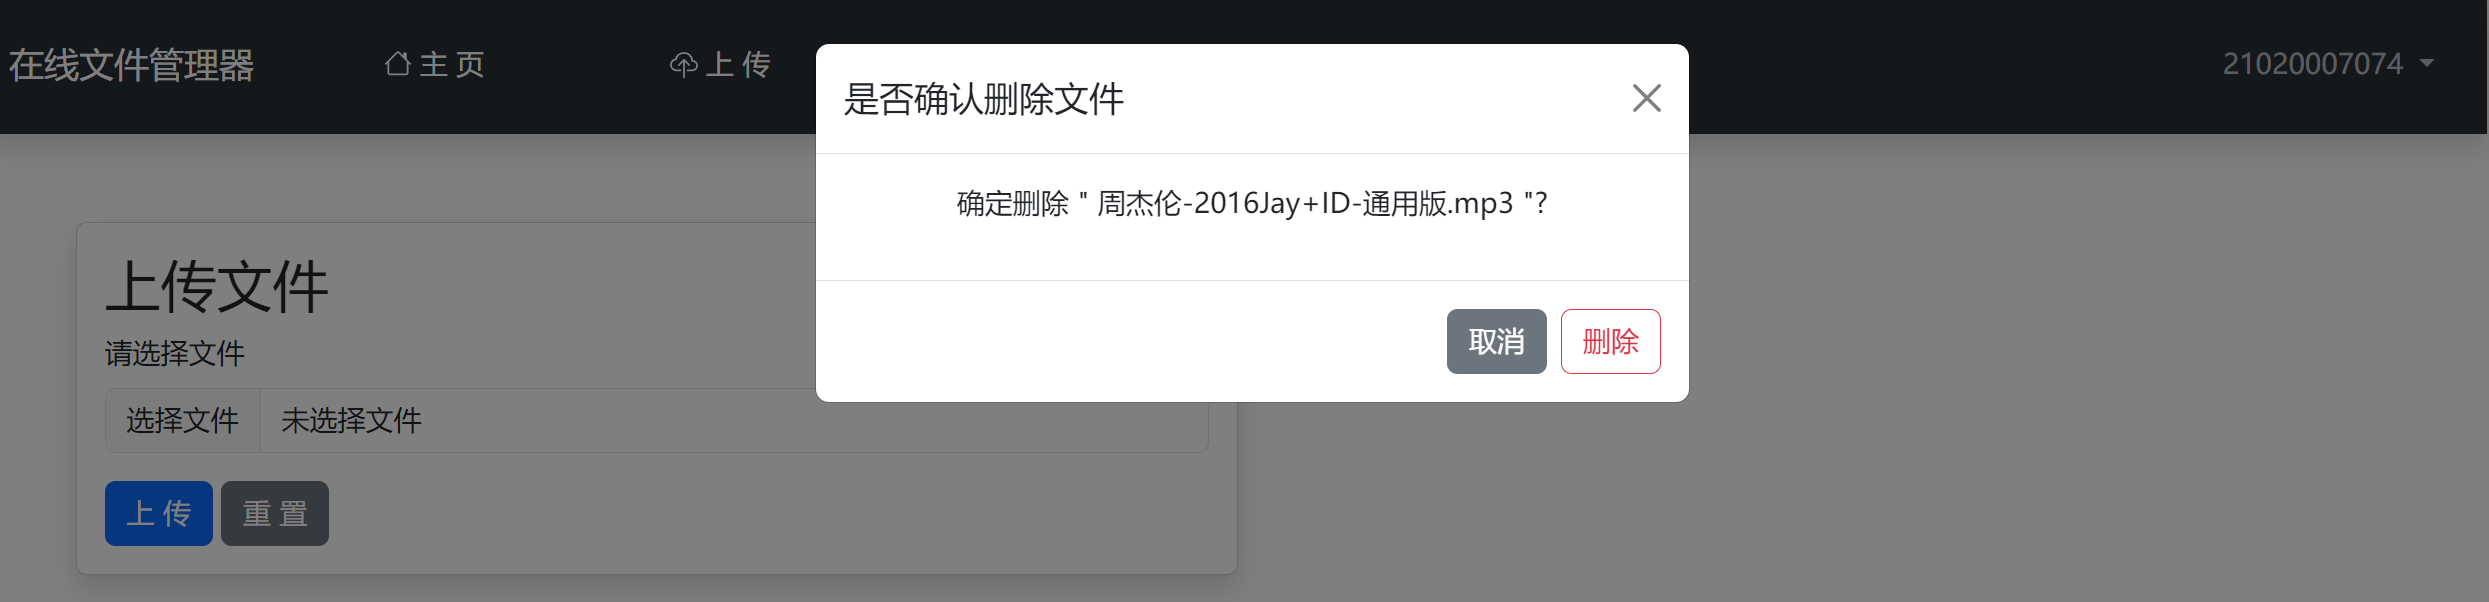 在线文件管理器
主 页
上 传
21020007074
是否确认删除文件
确定删除 " 周杰伦-2016Jay+ID-通用版.mp3 "?
取消
删除
上传文件
请选择文件
选择文件
未选择文件
上 传
重 置